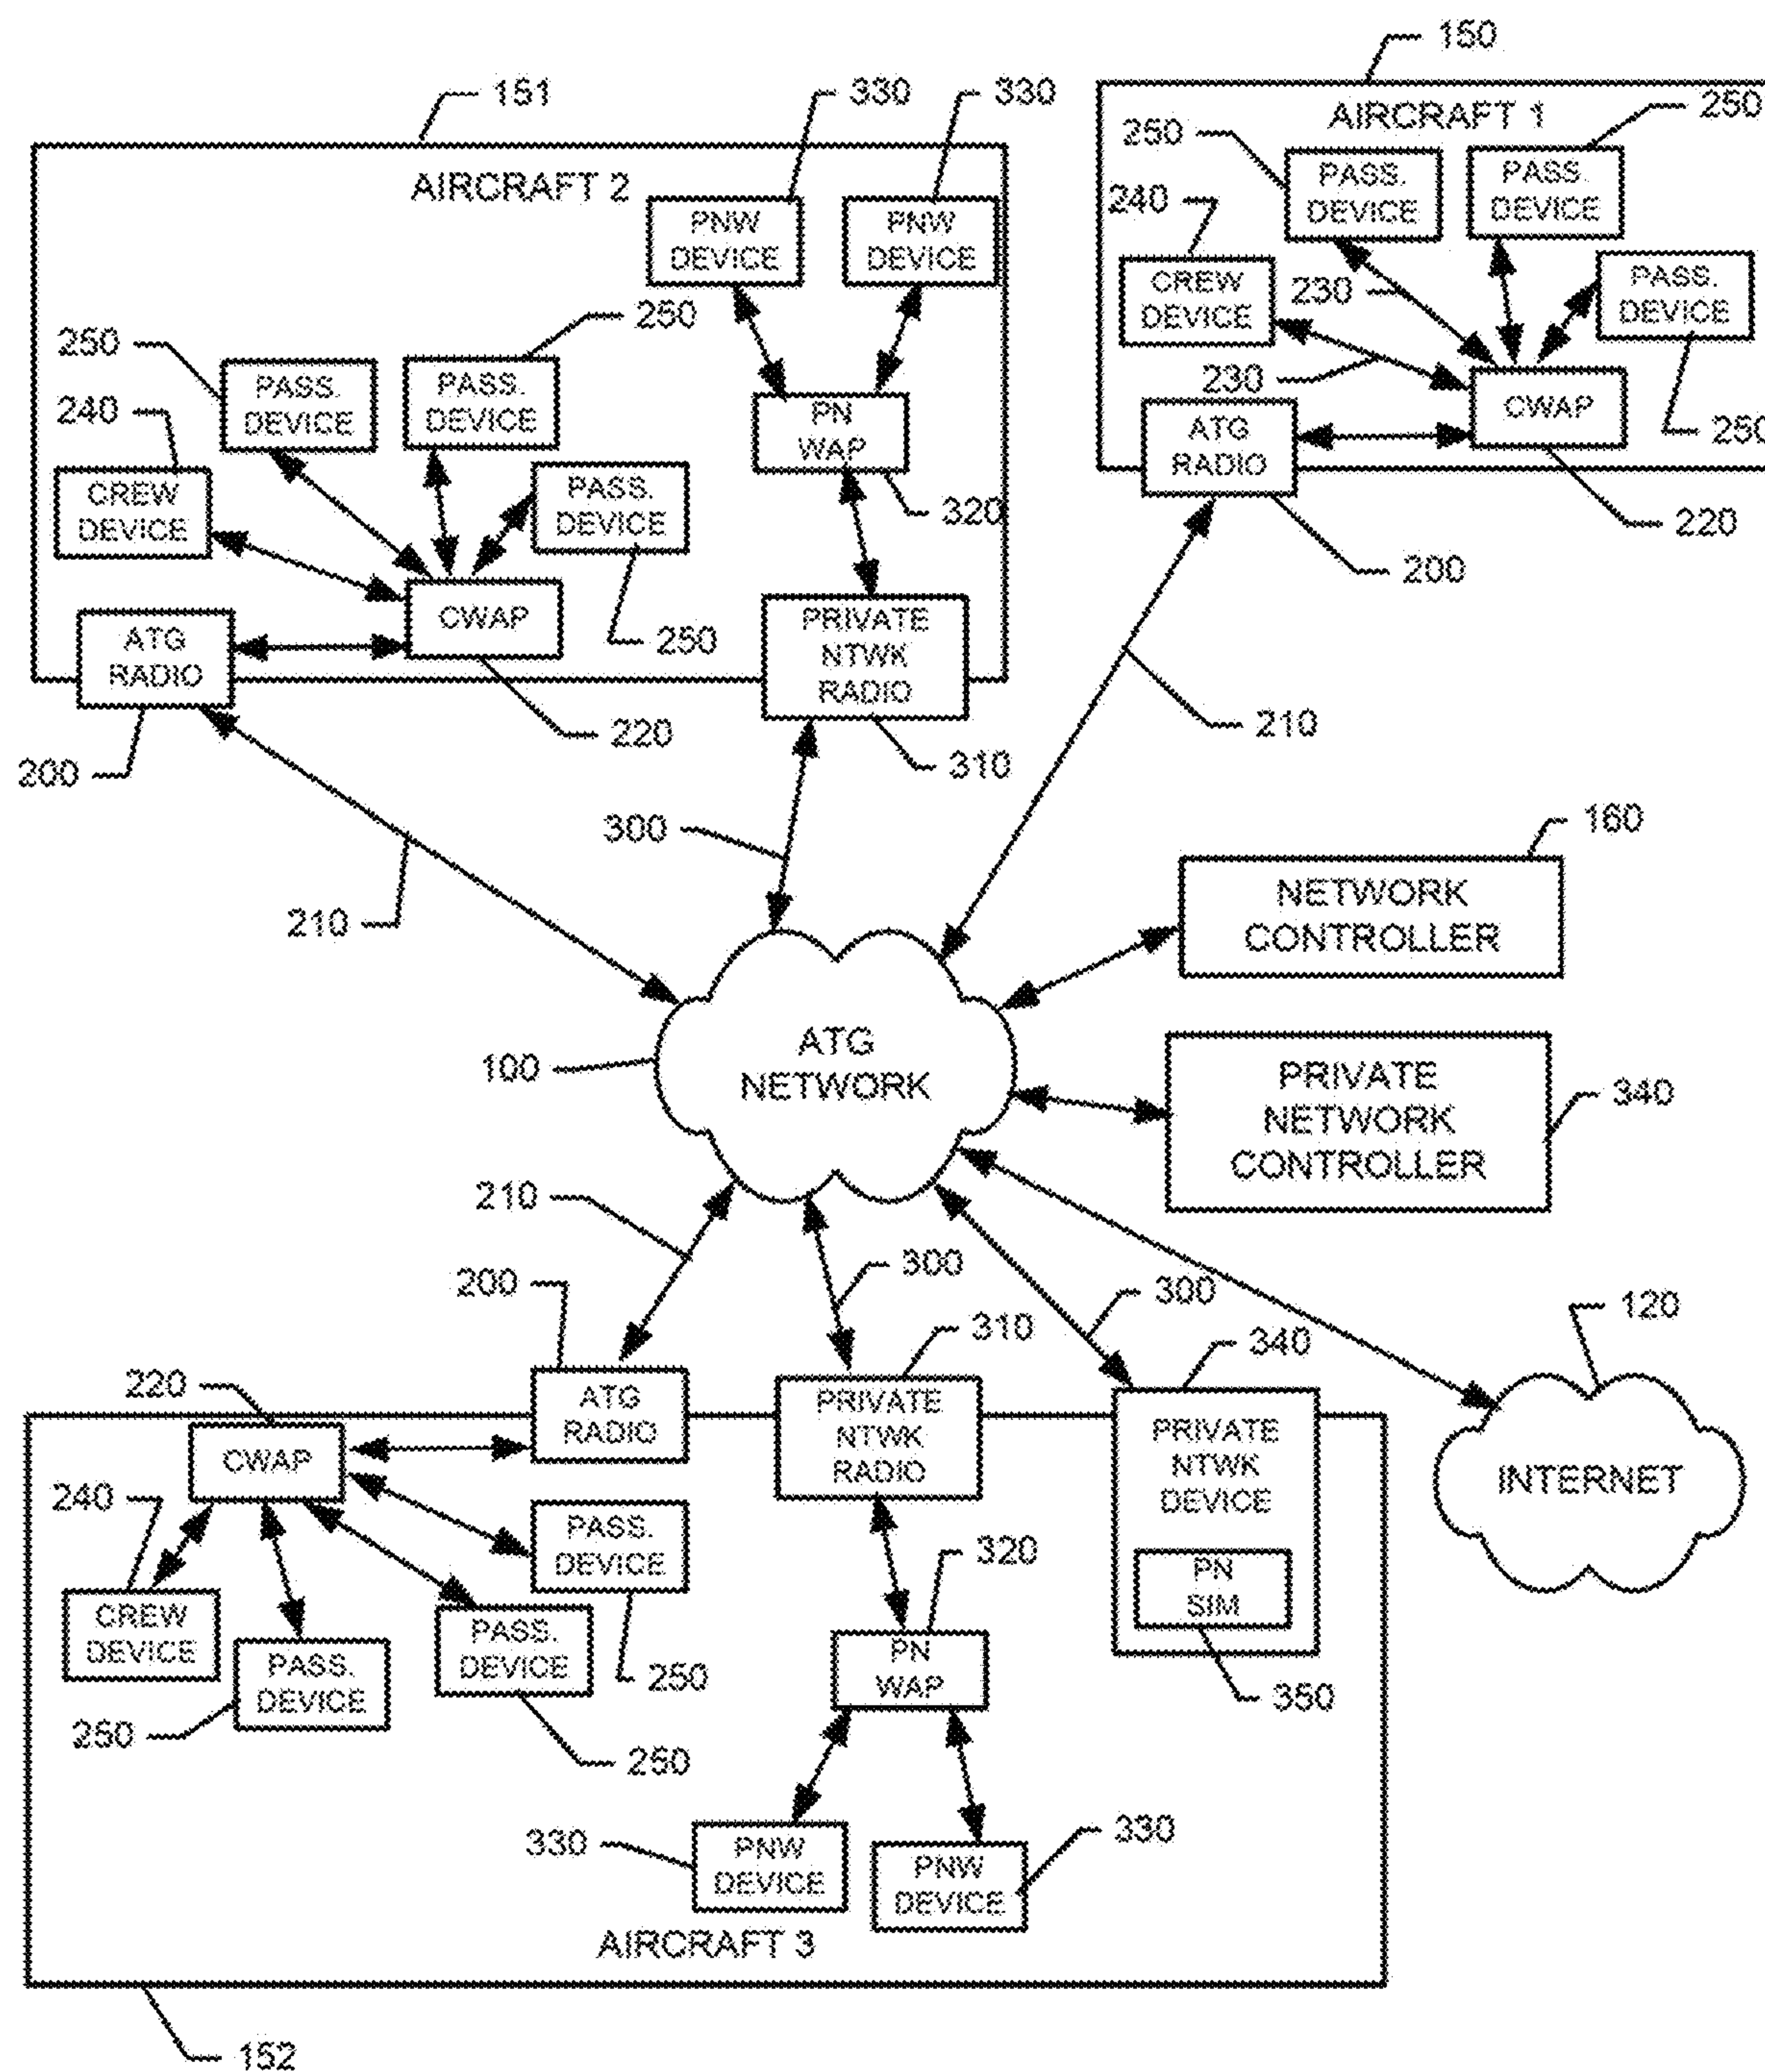 150
151
330
330
AIRCRAFT 1
250
250
PASS.
DEVICE
PASS.
DEVICE
AIRCRAFT 2
240
PNW
DEVICE
PNW
DEVICE
CREW
DEVICE
230
PASS.
DEVICE
250
250
PASS.
DEVICE
PASS.
DEVICE
230
CWAP
240
PN
WAP
ATG
RADIO
250
CREW
DEVICE
PASS.
DEVICE
320
220
200
CWAP
PRIVATE
NTWK
RADIO
ATG
RADIO
250
220
210
200
310
300
160
210
NETWORK
CONTROLLER
ATG
NETWORK
100
PRIVATE
NETWORK
CONTROLLER
340
210
300
200
300
120
310
340
220
ATG
RADIO
PRIVATE
NTWK
RADIO
PRIVATE
NTWK
DEVICE
CWAP
INTERNET
240
PASS.
DEVICE
320
PN
SIM
CREW
DEVICE
PASS.
DEVICE
PASS.
DEVICE
250
PN
WAP
350
250
250
330
PNW
DEVICE
330
PNW
DEVICE
AIRCRAFT 3
152